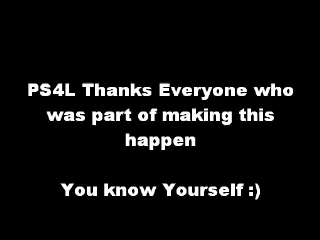 PS4L Thanks Everyone who
was part of making this
happen
You know Yourself :)